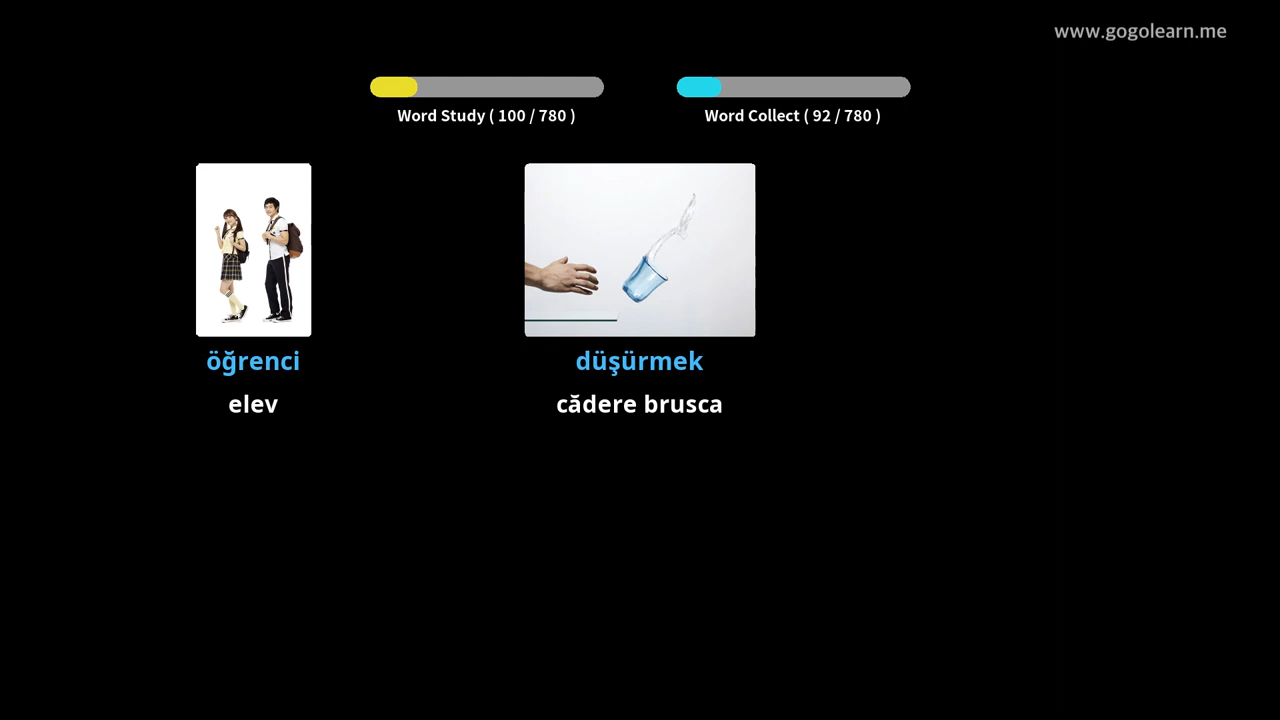 www.gogolearn.me
Word Study ( 100 / 780 )
Word Collect ( 92 / 780 )
öğrenci
elev
düşürmek
cădere brusca